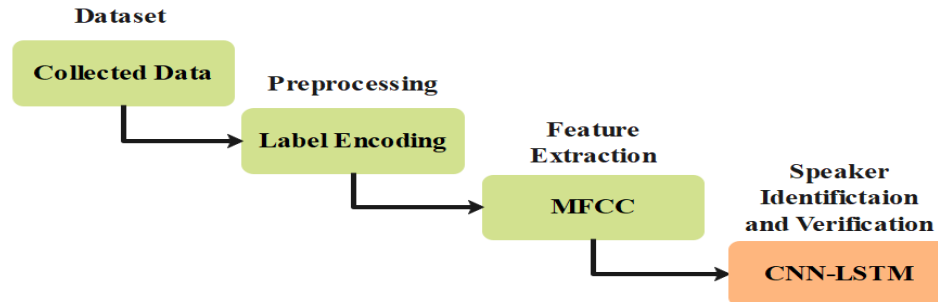 Dataset
Collected Data
Preprocessing
Label Encoding
Feature
Extraction
MFCC
Speaker
Identifictaion
and Verification
CNN-LSTM